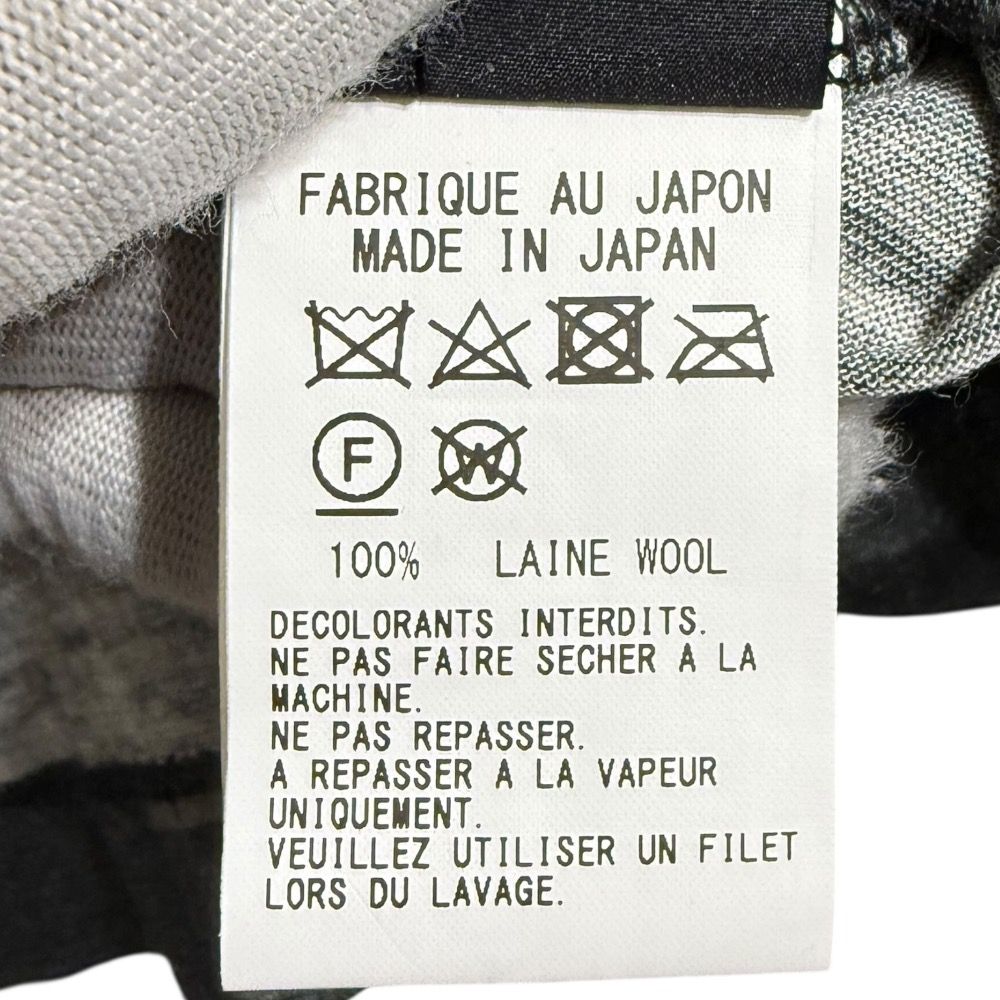 FABRIQUE AU JAPON
MADE IN JAPAN
F W
100% LAINE WOOL
DECOLORANTS INTERDITS.
NE PAS FAIRE SECHER A LA
MACHINE.
NE PAS REPASSER.
A REPASSER A LA VAPEUR
UNIQUEMENT.
VEUILLEZ UTILISER UN FILET
LORS DU LAVAGE.